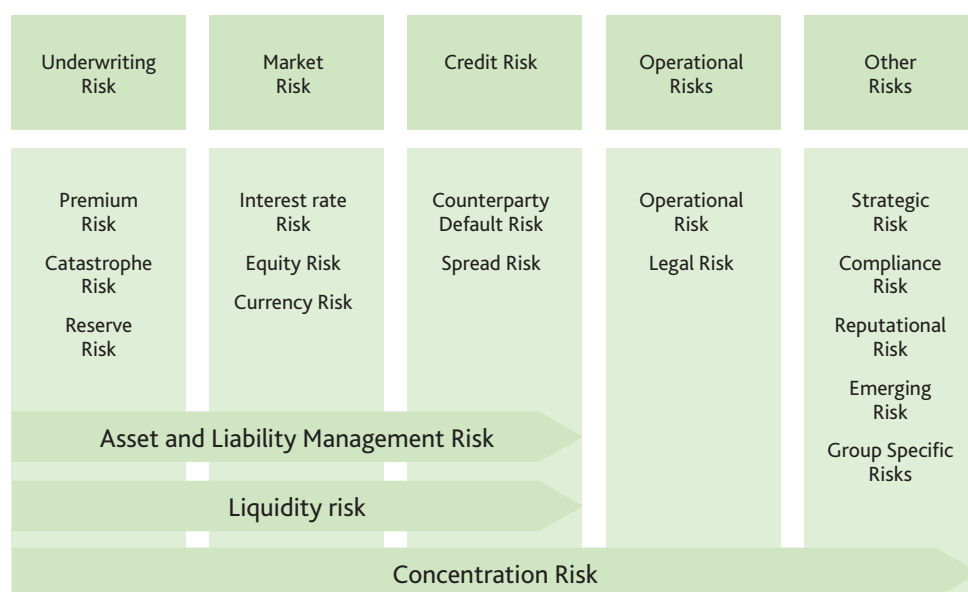 Underwriting
Risk
Market
Risk
Credit Risk
Operational
Risks
Other
Risks
Premium
Risk
Catastrophe
Risk
Reserve
Risk
Interest rate
Risk
Equity Risk
Currency Risk
Counterparty
Default Risk
Spread Risk
Operational
Risk
Legal Risk
Strategic
Risk
Compliance
Risk
Reputational
Risk
Emerging
Risk
Group Specific
Risks
Asset and Liability Management Risk
Liquidity risk
Concentration Risk